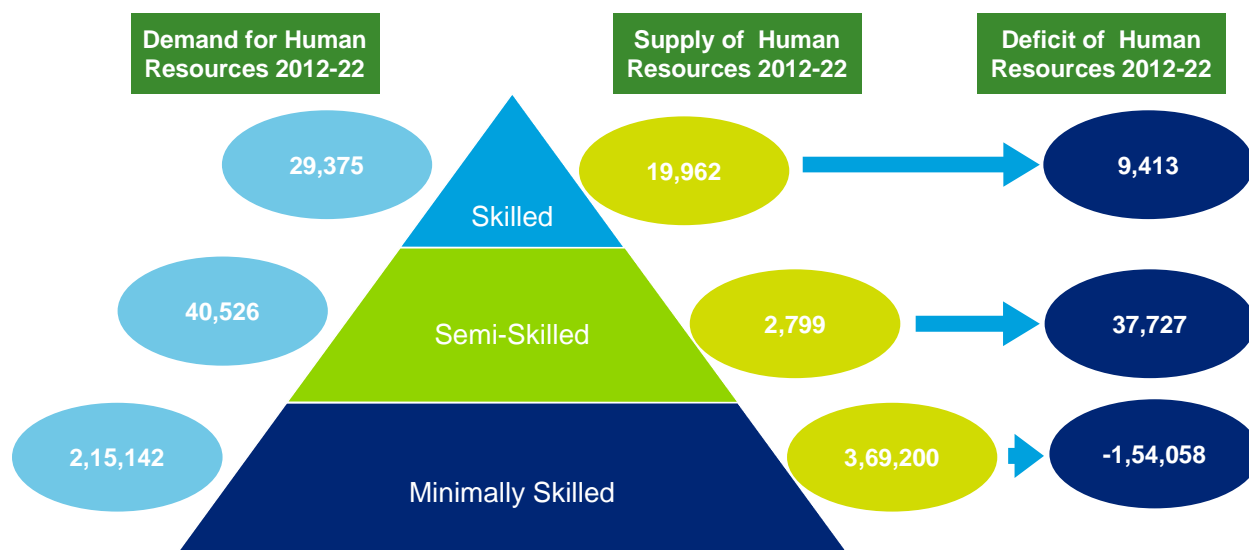 Demand for Human
Resources 2012-22
Supply of Human
Resources 2012-22
Deficit of Human
Resources 2012-22
29,375
Skilled
19,962
9,413
40,526
Semi-Skilled
2,799
37,727
2,15,142
Minimally Skilled
3,69,200
-1,54,058